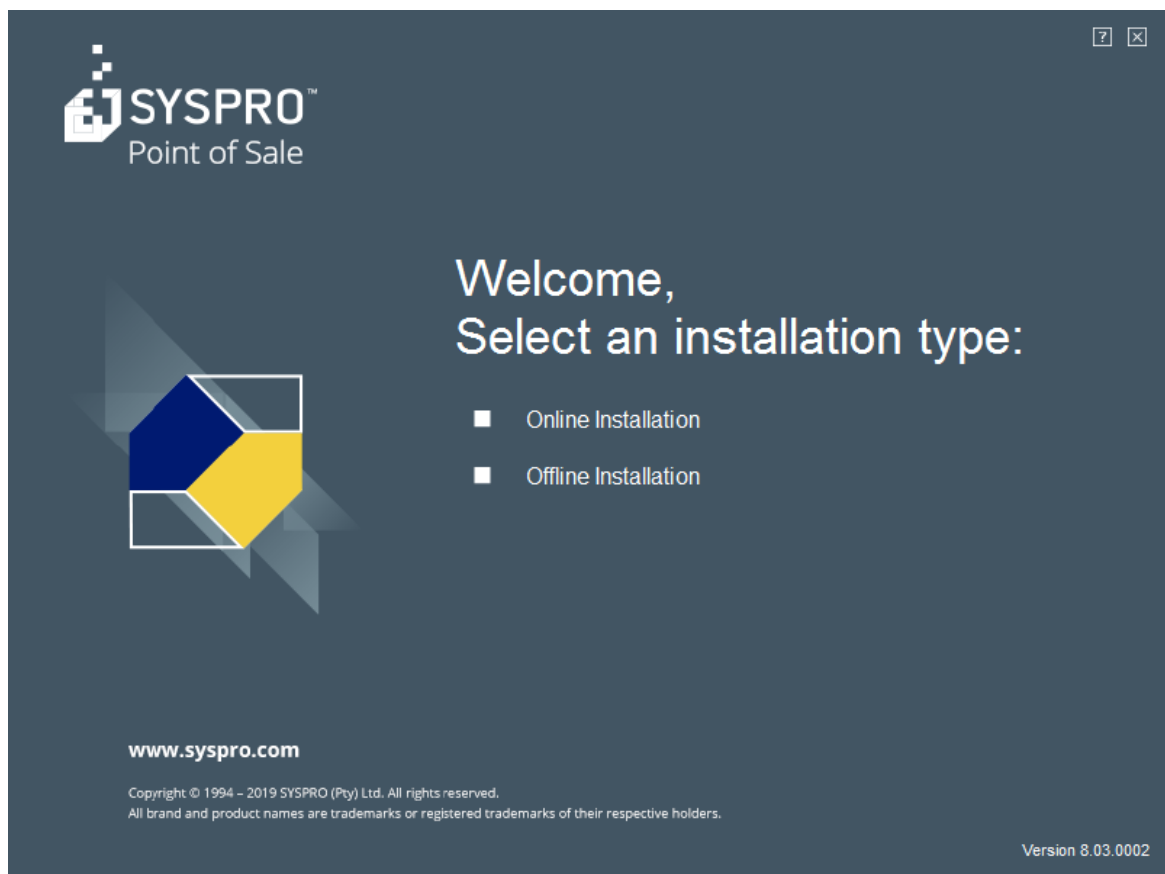 SYSPRO™
Point of Sale
Welcome,
Select an installation type:
Online Installation
Offline Installation
www.syspro.com
Copyright © 1994 – 2019 SYSPRO (Pty) Ltd. All rights reserved.
All brand and product names are trademarks or registered trademarks of their respective holders.
Version 8.03.0002